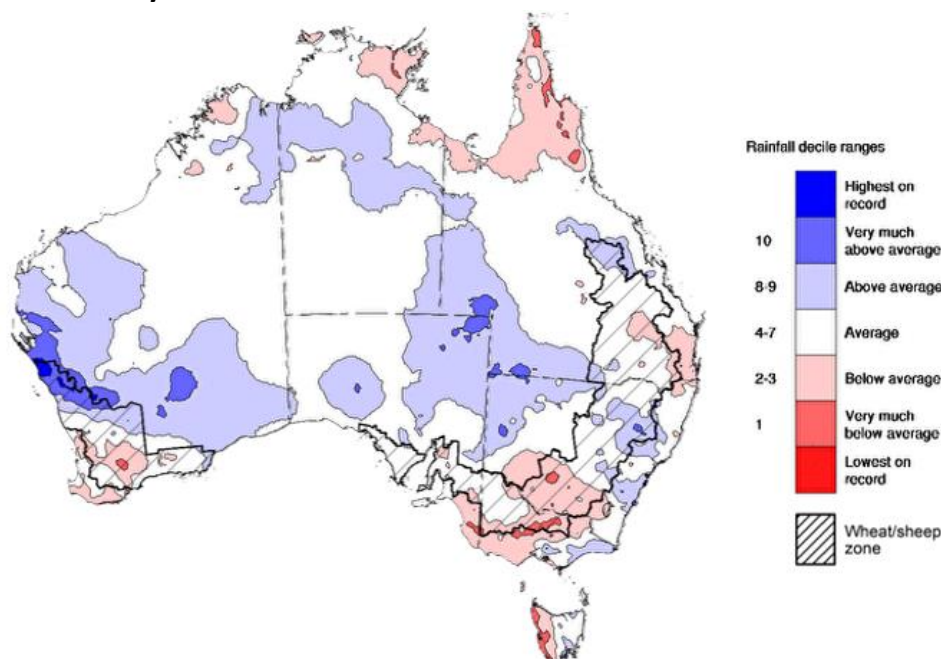 Rainfall decile ranges
Highest on
record
10
Very much
above average
8-9
Above average
4-7
Average
2-3
Below average
1
Very much
below average
Lowest on
record
Wheat/sheep
zone